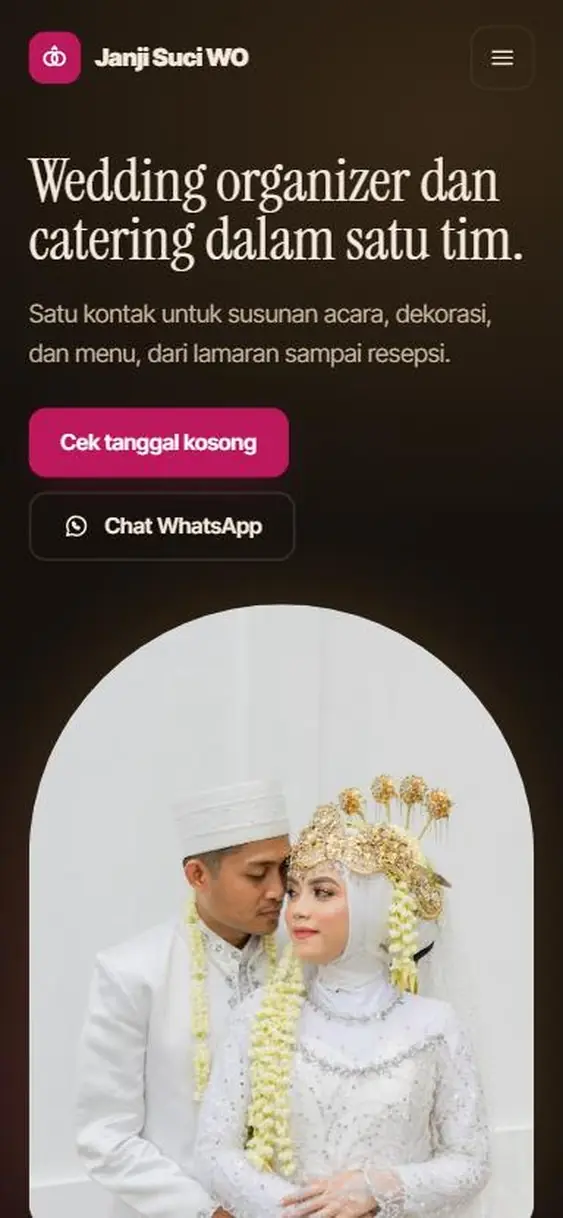 Janji Suci WO
Wedding organizer dan
catering dalam satu tim.
Satu kontak untuk susunan acara, dekorasi,
dan menu, dari lamaran sampai resepsi.
Cek tanggal kosong
Chat WhatsApp